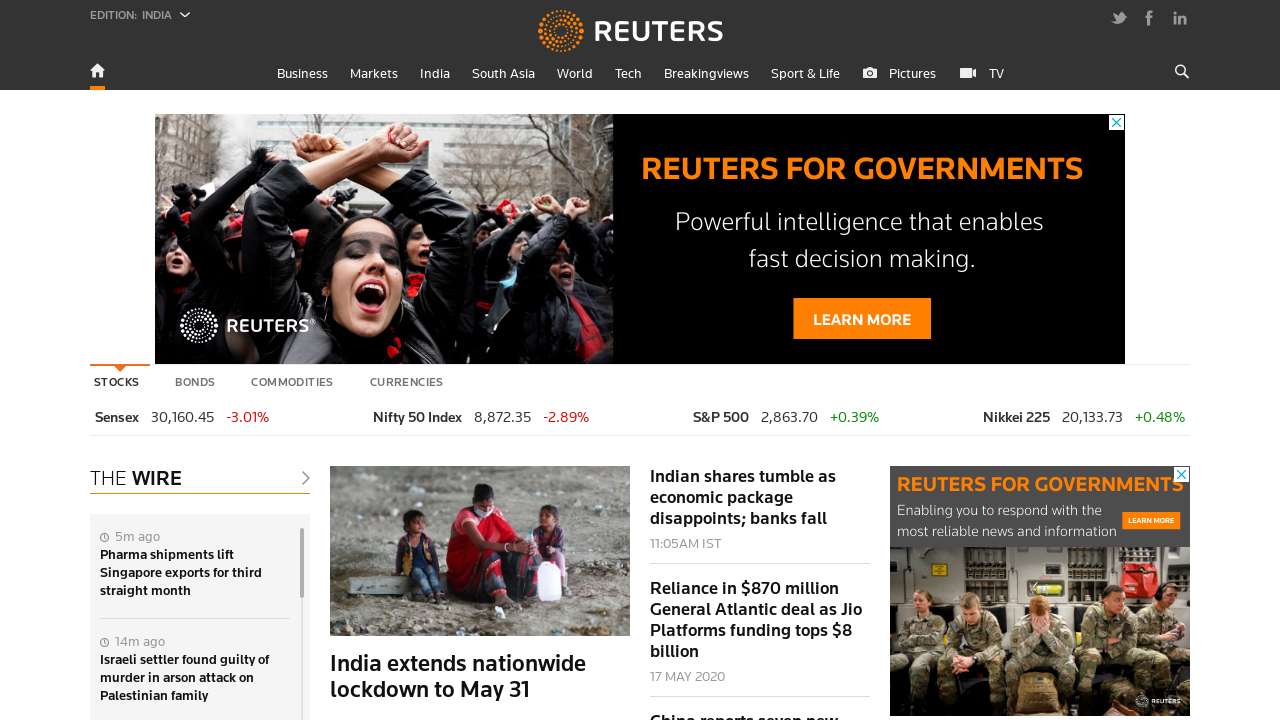 EDITION: INDIA
REUTERS
Business Markets India South Asia World Tech Breakingviews Sport & Life Pictures TV
REUTERS FOR GOVERNMENTS
Powerful intelligence that enables
fast decision making.
LEARN MORE
REUTERS
STOCKS BONDS COMMODITIES CURRENCIES
Sensex 30,160.45 -3.01% Nifty 50 Index 8,872.35 -2.89% S&P 500 2,863.70 +0.39% Nikkei 225 20,133.73 +0.48%
THE WIRE
5m ago
Pharma shipments lift
Singapore exports for third
straight month
14m ago
Israeli settler found guilty of
murder in arson attack on
Palestinian family
India extends nationwide
lockdown to May 31
Indian shares tumble as
economic package
disappoints; banks fall
11:05AM IST
Reliance in $870 million
General Atlantic deal as Jio
Platforms funding tops $8
billion
17 MAY 2020
China reports seven new
REUTERS FOR GOVERNMENTS
Enabling you to respond with the
most reliable news and information
LEARN MORE
REUTERS